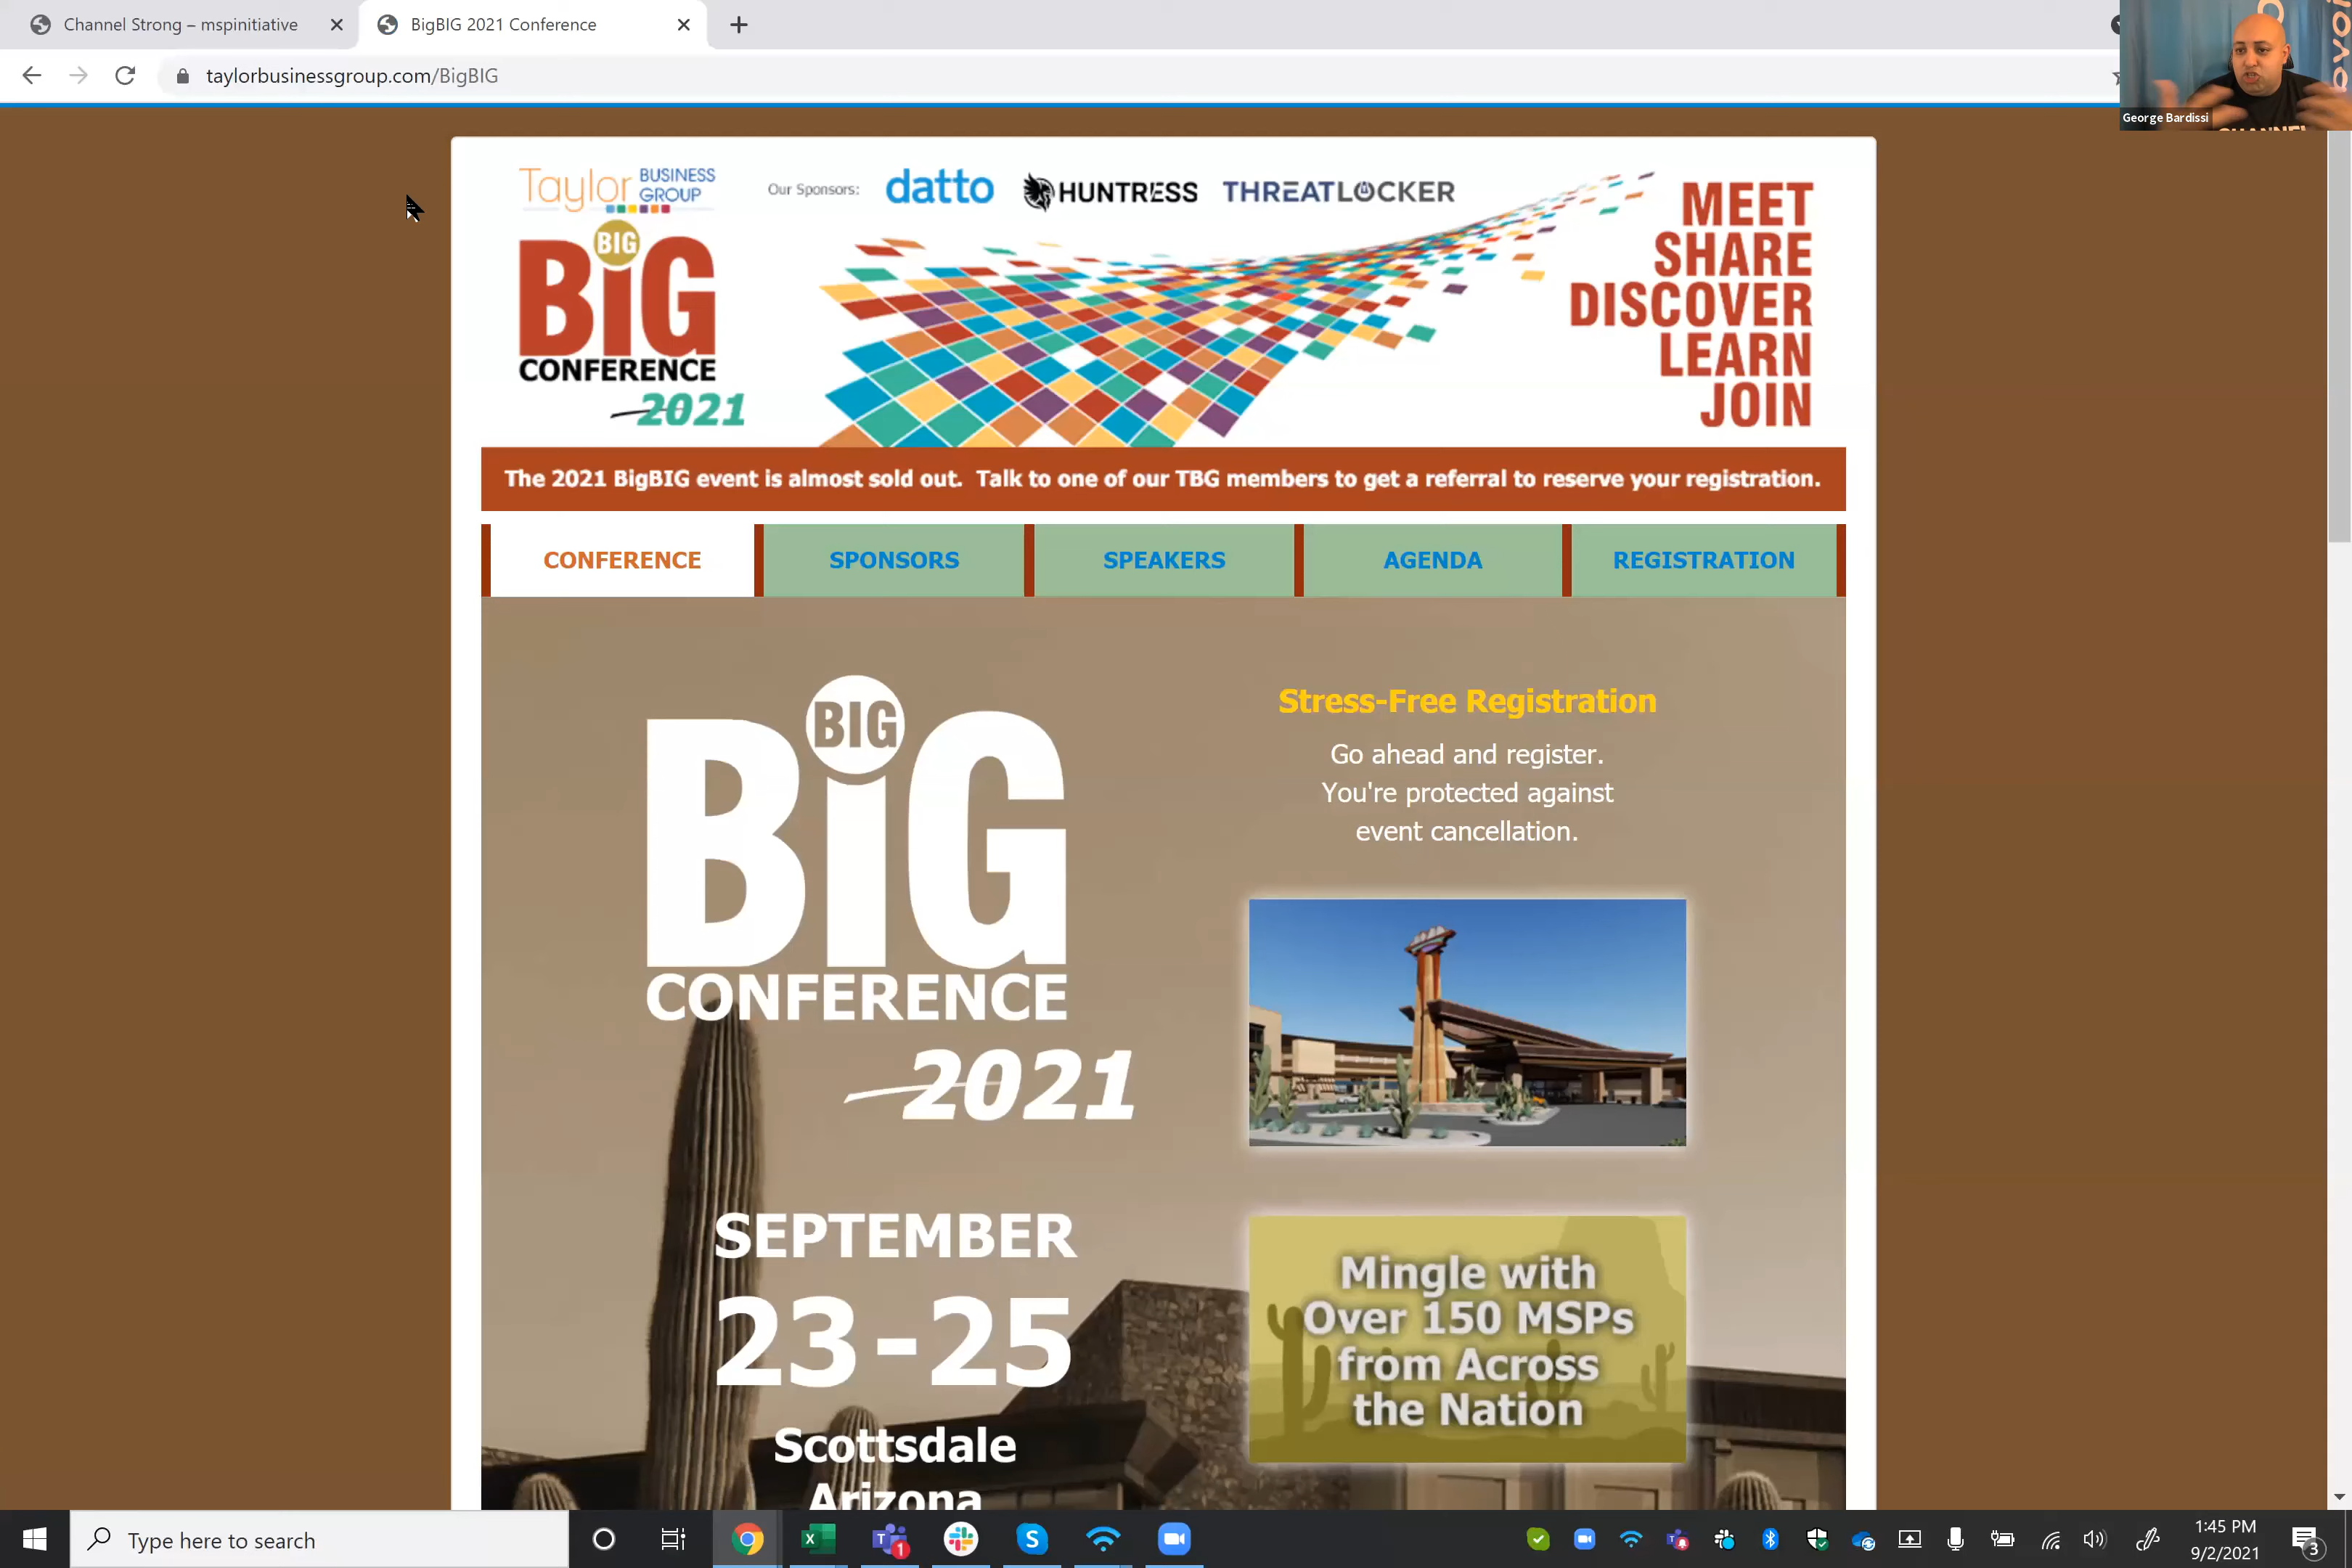 Channel Strong – mspinitiative
BigBIG 2021 Conference
taylorbusinessgroup.com/BigBIG
George Bardissi
Taylor BUSINESS GROUP
Our Sponsors: datto HUNTRESS THREATLOCKER
BIG
BiG
CONFERENCE
2021
MEET
SHARE
DISCOVER
LEARN
JOIN
The 2021 BigBIG event is almost sold out. Talk to one of our TBG members to get a referral to reserve your registration.
CONFERENCE SPONSORS SPEAKERS AGENDA REGISTRATION
BIG
BiG
CONFERENCE
2021
SEPTEMBER
23-25
Scottsdale
Arizona
Stress-Free Registration
Go ahead and register.
You're protected against
event cancellation.
Mingle with
Over 150 MSPs
from Across
the Nation
Type here to search
1
1:45 PM
9/2/2021
3